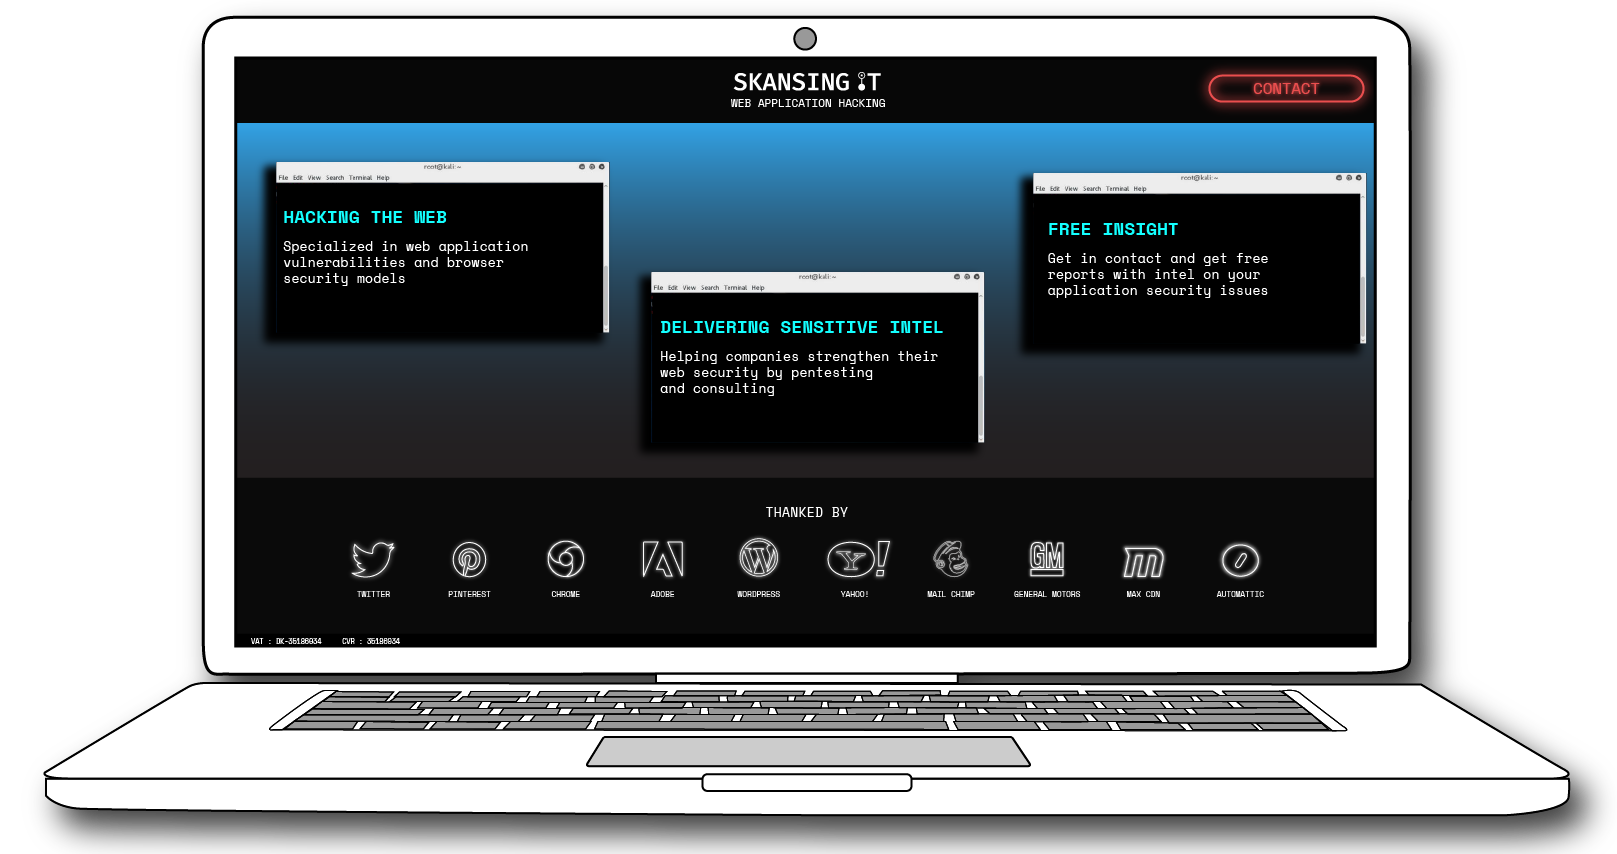 SKANSING IT
WEB APPLICATION HACKING
CONTACT
root@kali: ~
File Edit View Search Terminal Help
HACKING THE WEB
Specialized in web application
vulnerabilities and browser
security models
root@kali: ~
File Edit View Search Terminal Help
DELIVERING SENSITIVE INTEL
Helping companies strengthen their
web security by pentesting
and consulting
root@kali: ~
File Edit View Search Terminal Help
FREE INSIGHT
Get in contact and get free
reports with intel on your
application security issues
THANKED BY
TWITTER
PINTEREST
CHROME
ADOBE
WORDPRESS
YAHOO!
MAIL CHIMP
GM
GENERAL MOTORS
MAX CDN
AUTOMATTIC
VAT : DK-35186934 CVR : 35186934